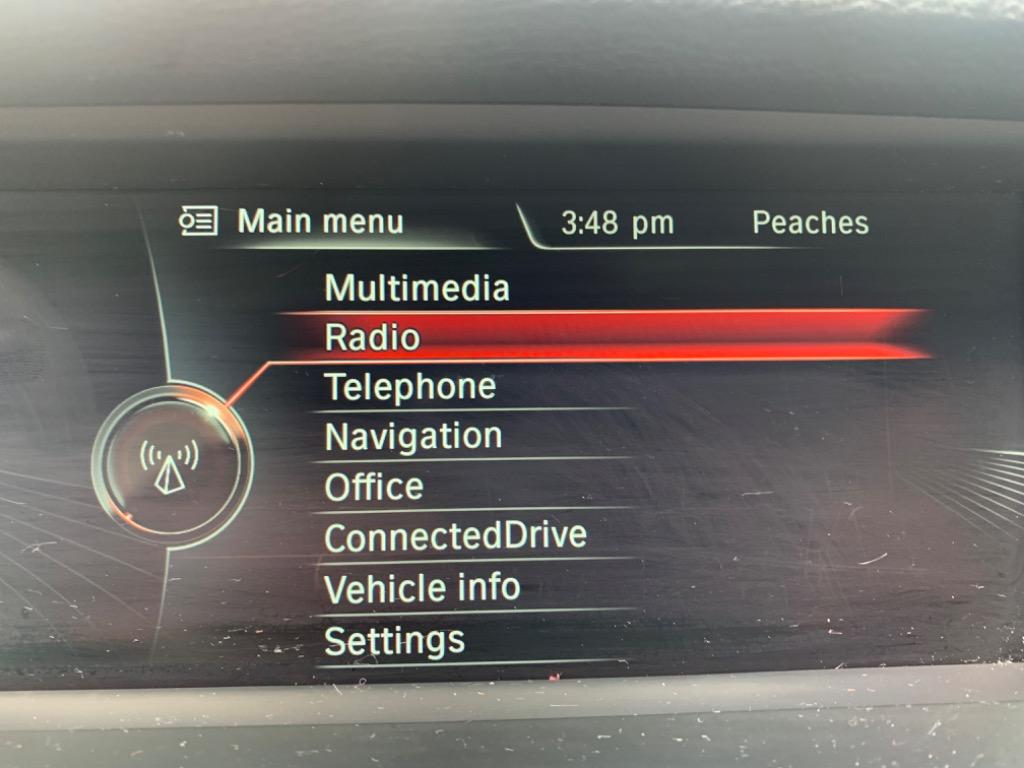 Main menu 3:48 pm Peaches
Multimedia
Radio
Telephone
Navigation
Office
ConnectedDrive
Vehicle info
Settings